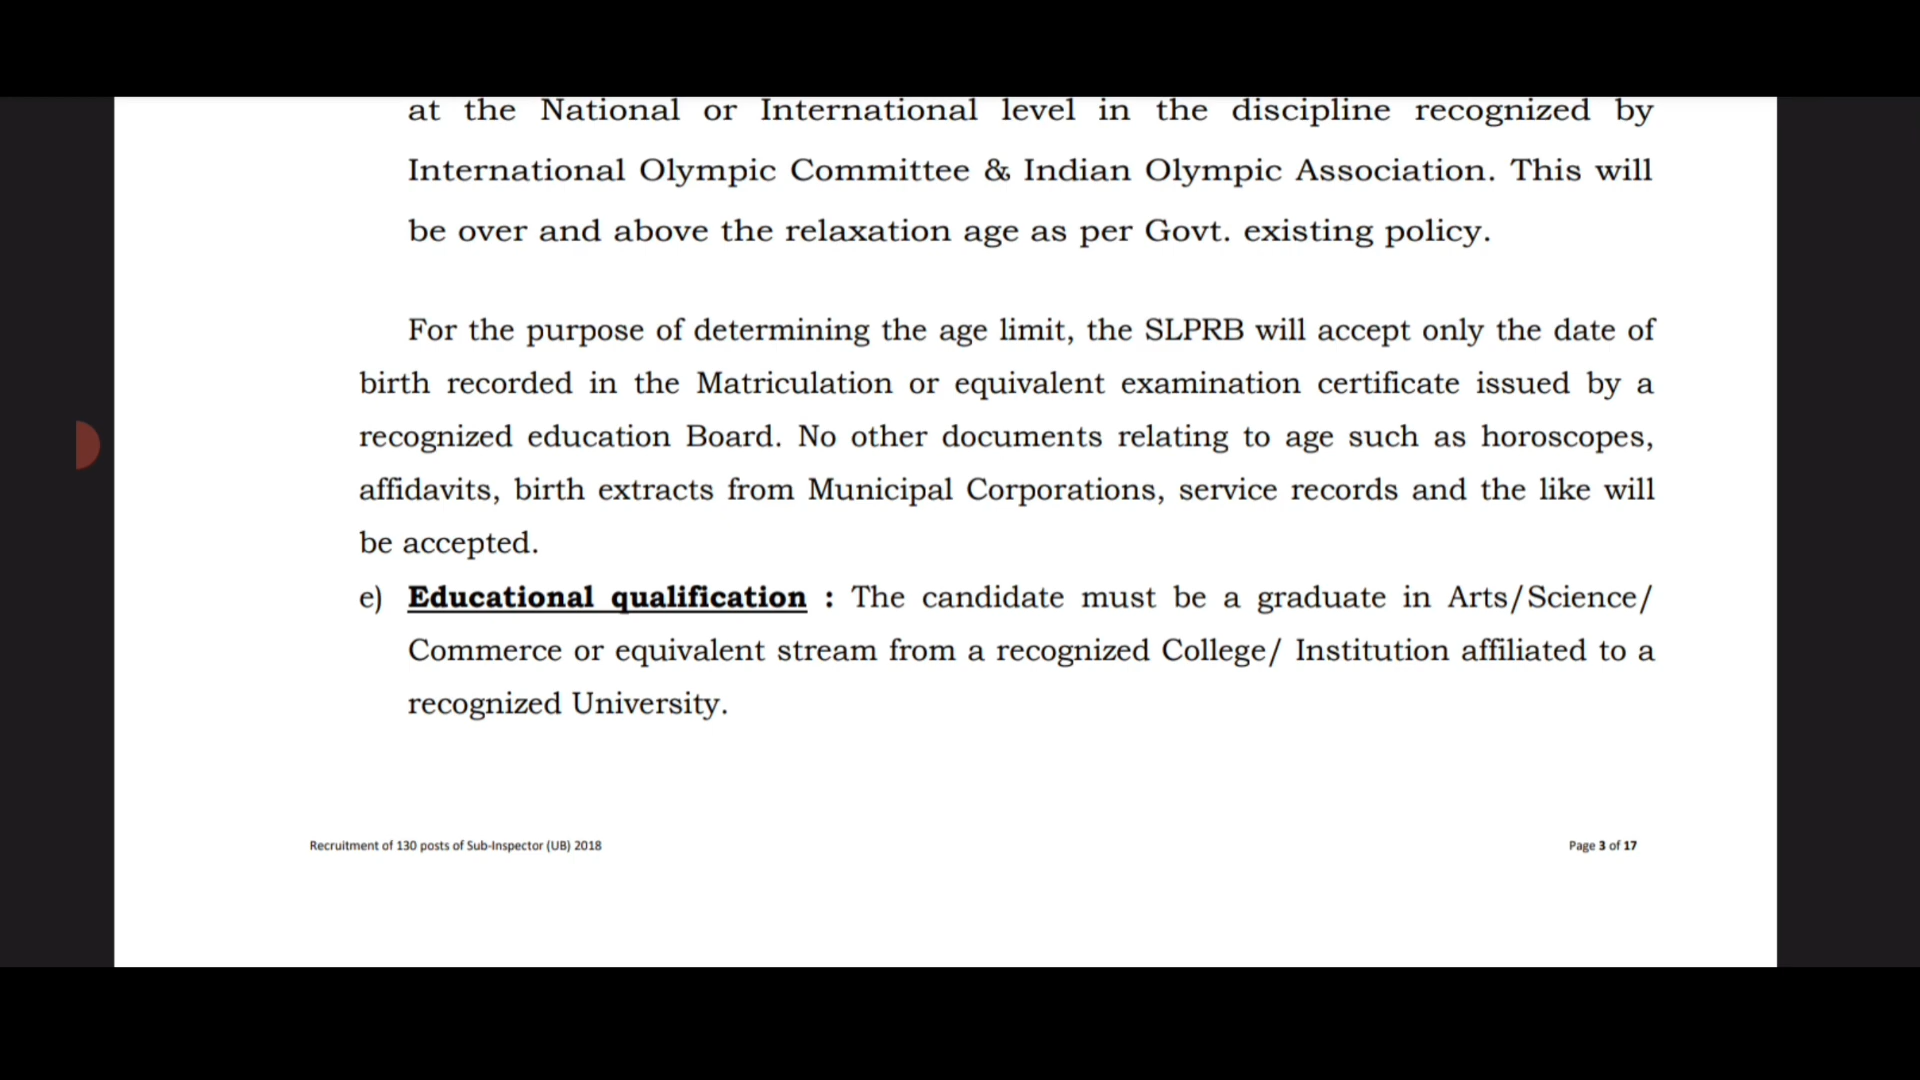 at the National or International level in the discipline recognized by
International Olympic Committee & Indian Olympic Association. This will
be over and above the relaxation age as per Govt. existing policy.
For the purpose of determining the age limit, the SLPRB will accept only the date of
birth recorded in the Matriculation or equivalent examination certificate issued by a
recognized education Board. No other documents relating to age such as horoscopes,
affidavits, birth extracts from Municipal Corporations, service records and the like will
be accepted.
e) Educational qualification : The candidate must be a graduate in Arts/Science/
Commerce or equivalent stream from a recognized College/ Institution affiliated to a
recognized University.
Recruitment of 130 posts of Sub-Inspector (UB) 2018 Page 3 of 17